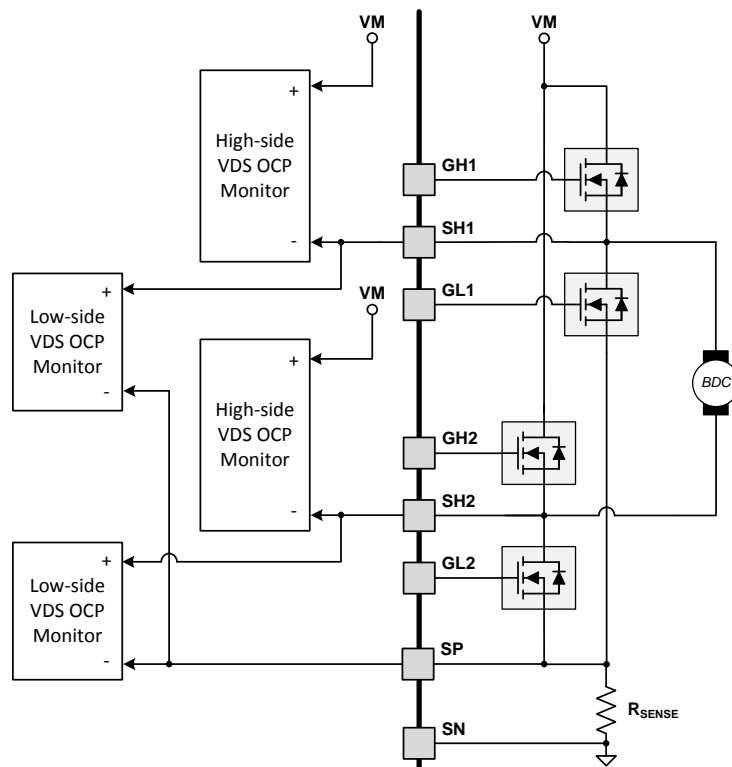 VM
VM
+
High-side
VDS OCP
Monitor
-
GH1
SH1
+
Low-side
VDS OCP
Monitor
-
GL1
VM
+
High-side
VDS OCP
Monitor
-
BDC
GH2
SH2
+
Low-side
VDS OCP
Monitor
-
GL2
SP
RSENSE
SN